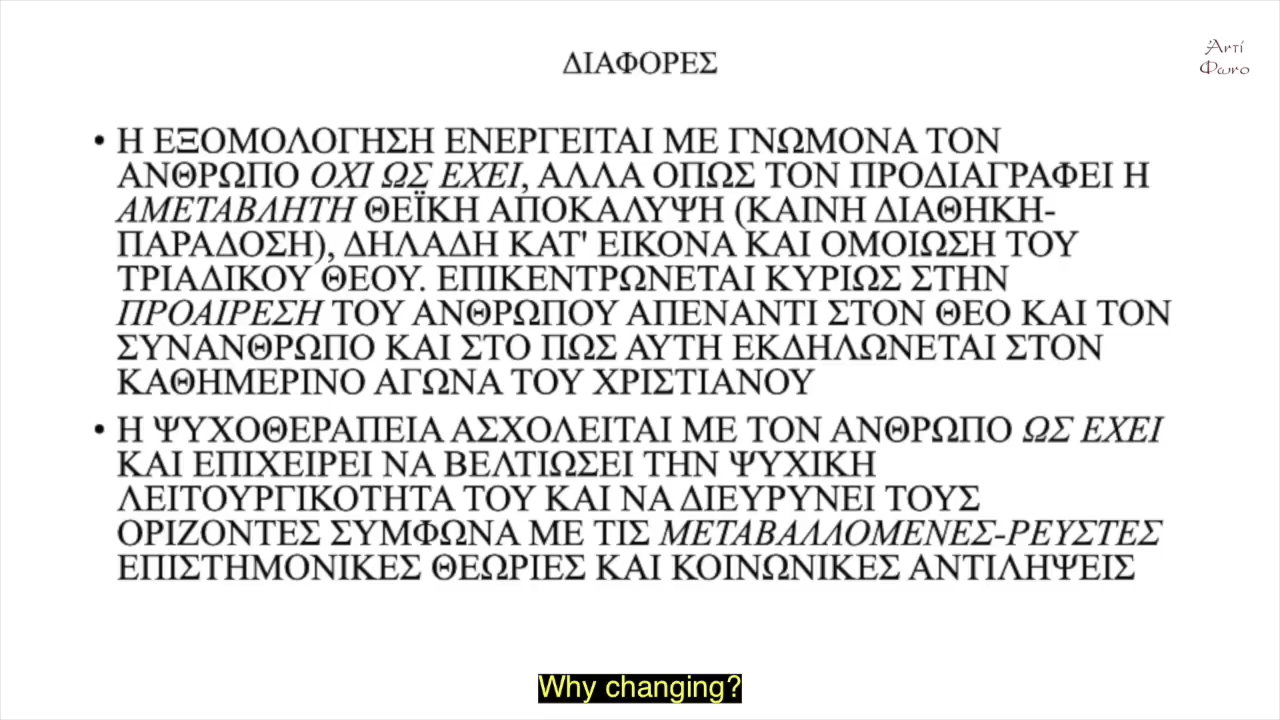 Ἀντί
Φωνο
ΔΙΑΦΟΡΕΣ
• Η ΕΞΟΜΟΛΟΓΗΣΗ ΕΝΕΡΓΕΙΤΑΙ ΜΕ ΓΝΩΜΟΝΑ ΤΟΝ
ΑΝΘΡΩΠΟ ΟΧΙ ΩΣ ΕΧΕΙ, ΑΛΛΑ ΟΠΩΣ ΤΟΝ ΠΡΟΔΙΑΓΡΑΦΕΙ Η
ΑΜΕΤΑΒΛΗΤΗ ΘΕΪΚΗ ΑΠΟΚΑΛΥΨΗ (ΚΑΙΝΗ ΔΙΑΘΗΚΗ-
ΠΑΡΑΔΟΣΗ), ΔΗΛΑΔΗ ΚΑΤ' ΕΙΚΟΝΑ ΚΑΙ ΟΜΟΙΩΣΗ ΤΟΥ
ΤΡΙΑΔΙΚΟΥ ΘΕΟΥ. ΕΠΙΚΕΝΤΡΩΝΕΤΑΙ ΚΥΡΙΩΣ ΣΤΗΝ
ΠΡΟΑΙΡΕΣΗ ΤΟΥ ΑΝΘΡΩΠΟΥ ΑΠΕΝΑΝΤΙ ΣΤΟΝ ΘΕΟ ΚΑΙ ΤΟΝ
ΣΥΝΑΝΘΡΩΠΟ ΚΑΙ ΣΤΟ ΠΩΣ ΑΥΤΗ ΕΚΔΗΛΩΝΕΤΑΙ ΣΤΟΝ
ΚΑΘΗΜΕΡΙΝΟ ΑΓΩΝΑ ΤΟΥ ΧΡΙΣΤΙΑΝΟΥ
• Η ΨΥΧΟΘΕΡΑΠΕΙΑ ΑΣΧΟΛΕΙΤΑΙ ΜΕ ΤΟΝ ΑΝΘΡΩΠΟ ΩΣ ΕΧΕΙ
ΚΑΙ ΕΠΙΧΕΙΡΕΙ ΝΑ ΒΕΛΤΙΩΣΕΙ ΤΗΝ ΨΥΧΙΚΗ
ΛΕΙΤΟΥΡΓΙΚΟΤΗΤΑ ΤΟΥ ΚΑΙ ΝΑ ΔΙΕΥΡΥΝΕΙ ΤΟΥΣ
ΟΡΙΖΟΝΤΕΣ ΣΥΜΦΩΝΑ ΜΕ ΤΙΣ ΜΕΤΑΒΑΛΛΟΜΕΝΕΣ-ΡΕΥΣΤΕΣ
ΕΠΙΣΤΗΜΟΝΙΚΕΣ ΘΕΩΡΙΕΣ ΚΑΙ ΚΟΙΝΩΝΙΚΕΣ ΑΝΤΙΛΗΨΕΙΣ
Why changing?